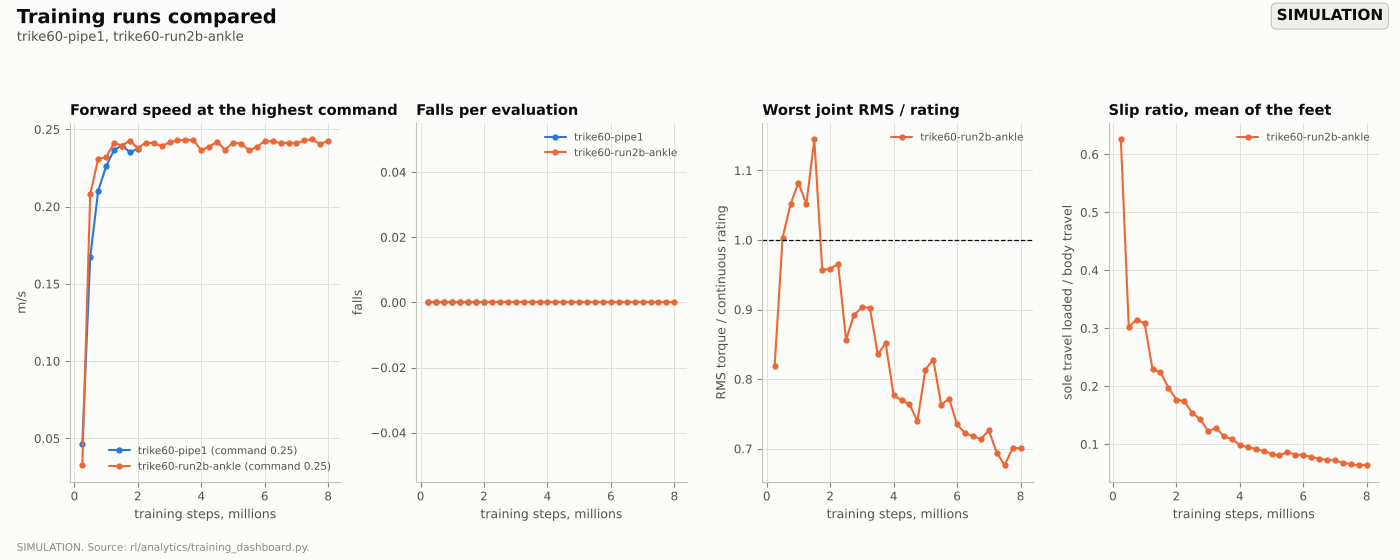 Training runs compared
SIMULATION
trike60-pipe1, trike60-run2b-ankle
Forward speed at the highest command
m/s
0.25
0.20
0.15
0.10
0.05
trike60-pipe1 (command 0.25)
trike60-run2b-ankle (command 0.25)
0 2 4 6 8
training steps, millions
Falls per evaluation
falls
0.04
0.02
0.00
−0.02
−0.04
trike60-pipe1
trike60-run2b-ankle
0 2 4 6 8
training steps, millions
Worst joint RMS / rating
RMS torque / continuous rating
1.1
1.0
0.9
0.8
0.7
trike60-run2b-ankle
0 2 4 6 8
training steps, millions
Slip ratio, mean of the feet
sole travel loaded / body travel
0.6
0.5
0.4
0.3
0.2
0.1
trike60-run2b-ankle
0 2 4 6 8
training steps, millions
SIMULATION. Source: rl/analytics/training_dashboard.py.